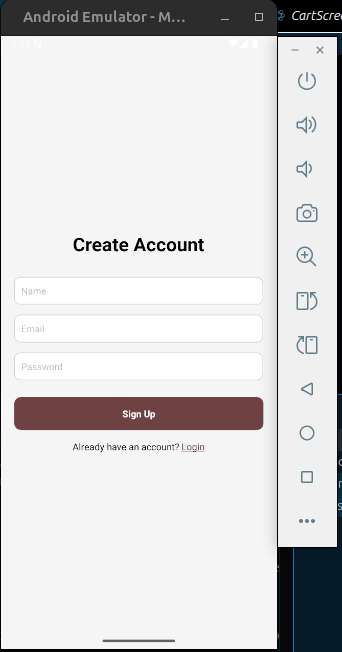 Android Emulator - M...
CartScre
Create Account
Name
Email
Password
Sign Up
Already have an account? Login